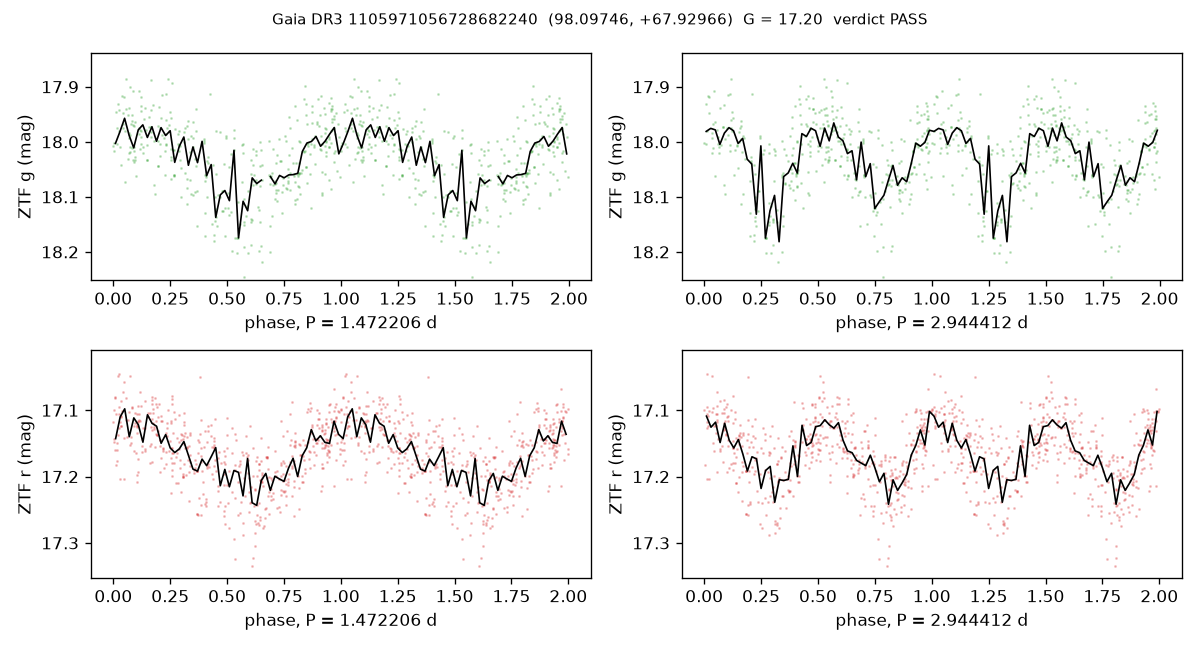 Gaia DR3 1105971056728682240 (98.09746, +67.92966) G = 17.20 verdict PASS
ZTF g (mag)
17.9
18.0
18.1
18.2
0.00 0.25 0.50 0.75 1.00 1.25 1.50 1.75 2.00
phase, P = 1.472206 d
ZTF g (mag)
17.9
18.0
18.1
18.2
0.00 0.25 0.50 0.75 1.00 1.25 1.50 1.75 2.00
phase, P = 2.944412 d
ZTF r (mag)
17.1
17.2
17.3
0.00 0.25 0.50 0.75 1.00 1.25 1.50 1.75 2.00
phase, P = 1.472206 d
ZTF r (mag)
17.1
17.2
17.3
0.00 0.25 0.50 0.75 1.00 1.25 1.50 1.75 2.00
phase, P = 2.944412 d